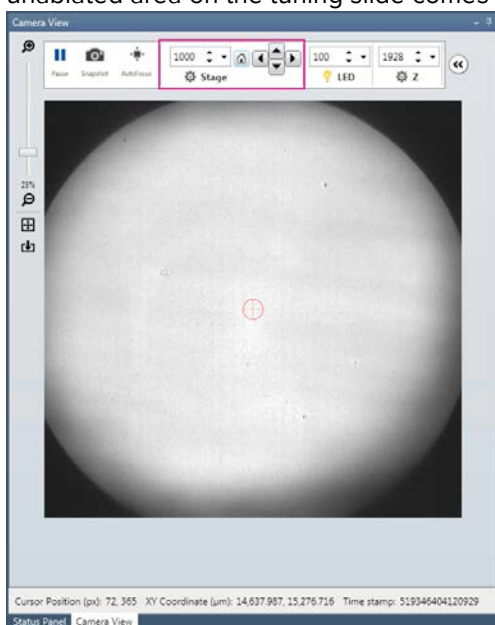 unablated area on the tuning slide comes
Camera View
1000
100
1928
Pause
Snapshot
AutoFocus
Stage
LED
Z
25%
Cursor Position (px): 72, 365 XY Coordinate (µm): 14,637.987, 15,276.716 Time stamp: 519346404120929
Status Panel Camera View